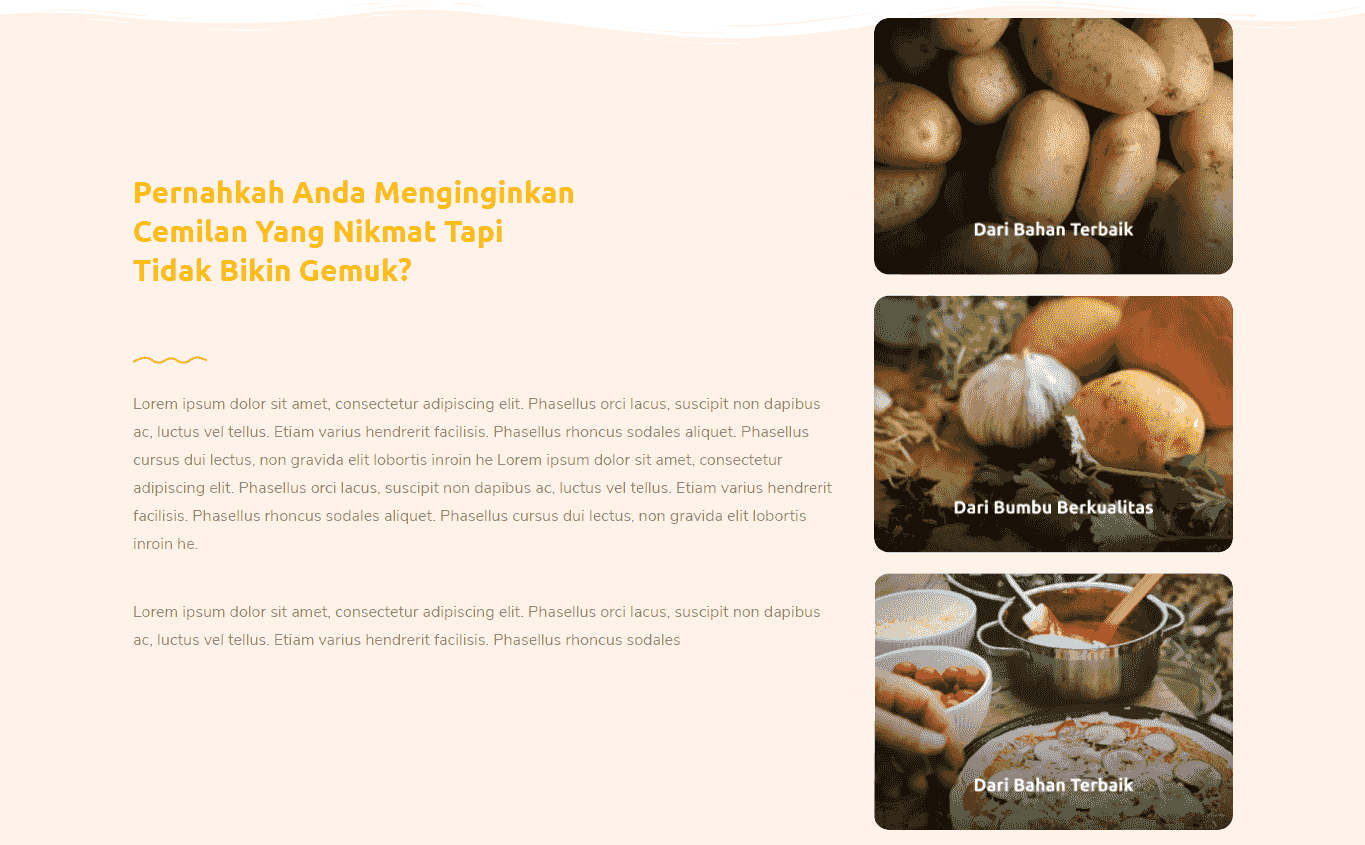 Pernahkah Anda Menginginkan
Cemilan Yang Nikmat Tapi
Tidak Bikin Gemuk?
Lorem ipsum dolor sit amet, consectetur adipiscing elit. Phasellus orci lacus, suscipit non dapibus
ac, luctus vel tellus. Etiam varius hendrerit facilisis. Phasellus rhoncus sodales aliquet. Phasellus
cursus dui lectus, non gravida elit lobortis inroin he Lorem ipsum dolor sit amet, consectetur
adipiscing elit. Phasellus orci lacus, suscipit non dapibus ac, luctus vel tellus. Etiam varius hendrerit
facilisis. Phasellus rhoncus sodales aliquet. Phasellus cursus dui lectus, non gravida elit lobortis
inroin he.
Lorem ipsum dolor sit amet, consectetur adipiscing elit. Phasellus orci lacus, suscipit non dapibus
ac, luctus vel tellus. Etiam varius hendrerit facilisis. Phasellus rhoncus sodales
Dari Bahan Terbaik
Dari Bumbu Berkualitas
Dari Bahan Terbaik